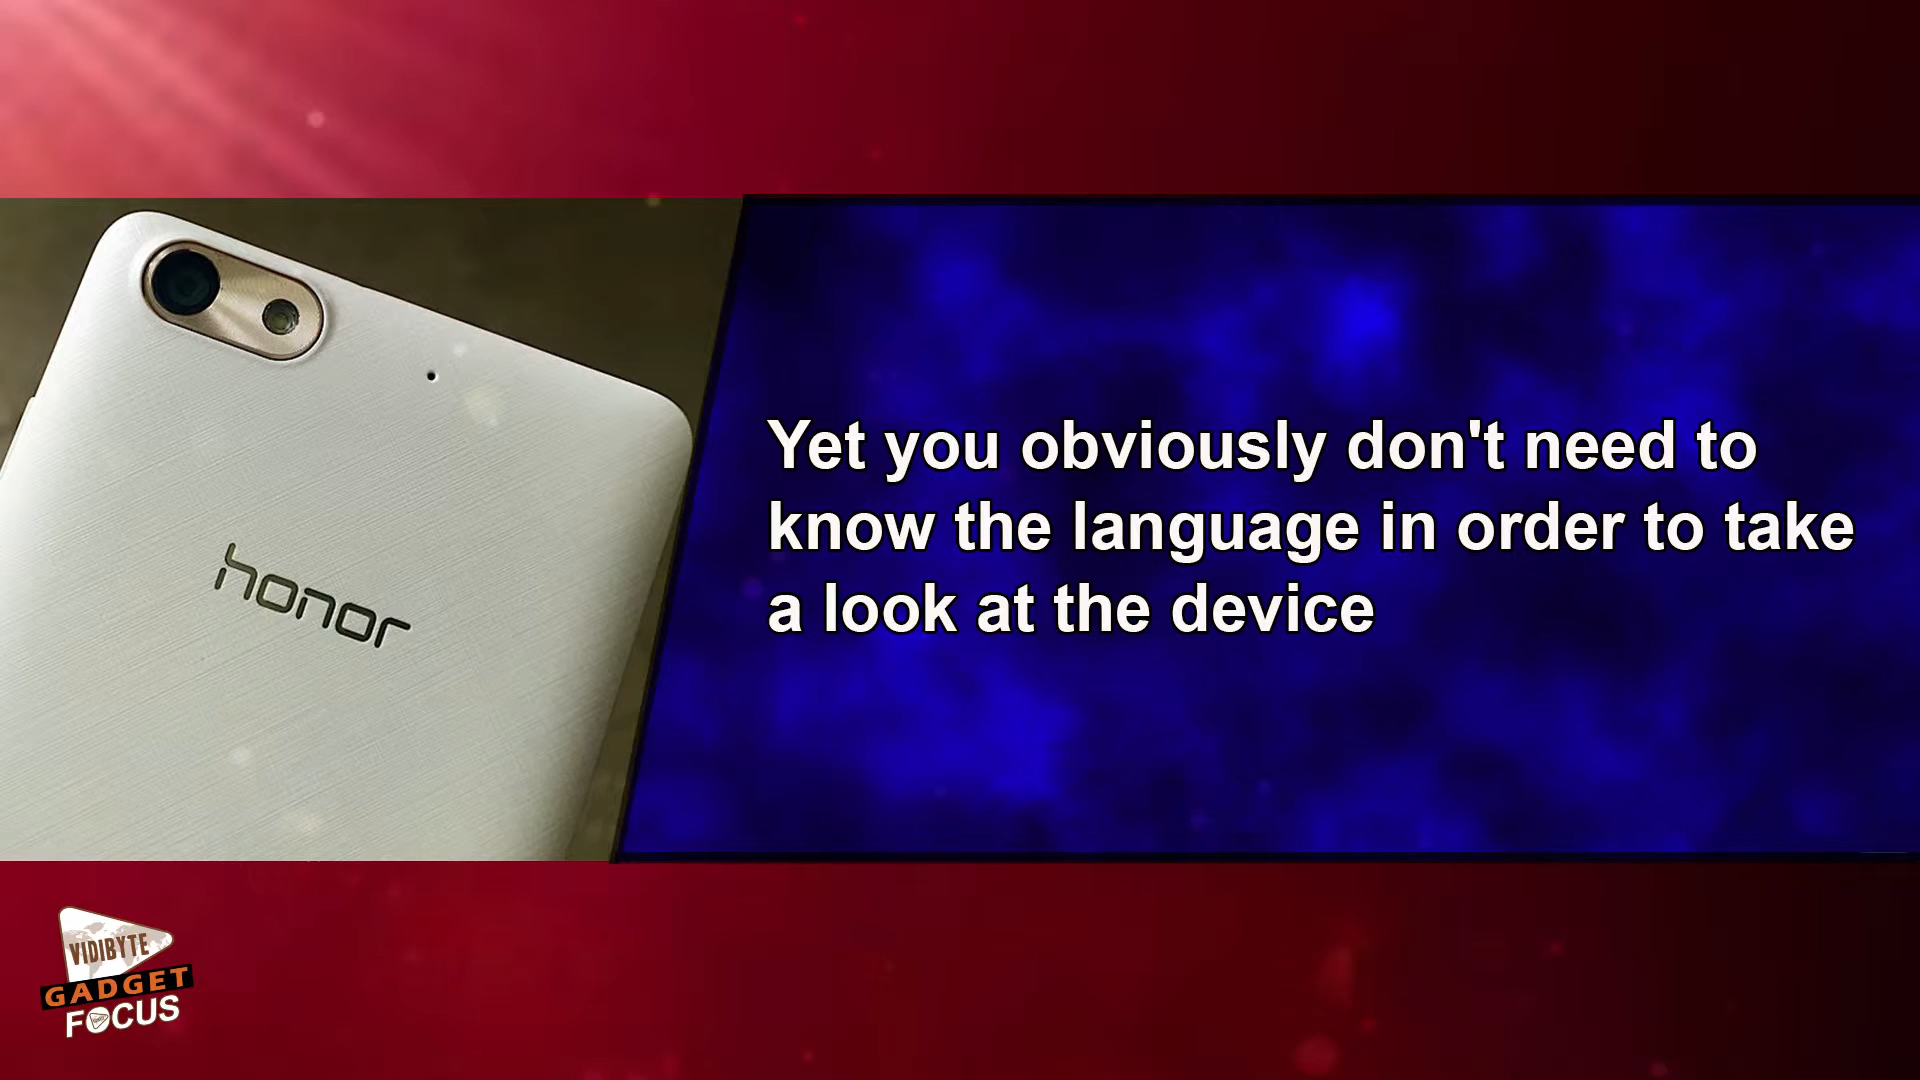 Yet you obviously don't need to
know the language in order to take
a look at the device
honor
VIDIBYTE
GADGET
FOCUS